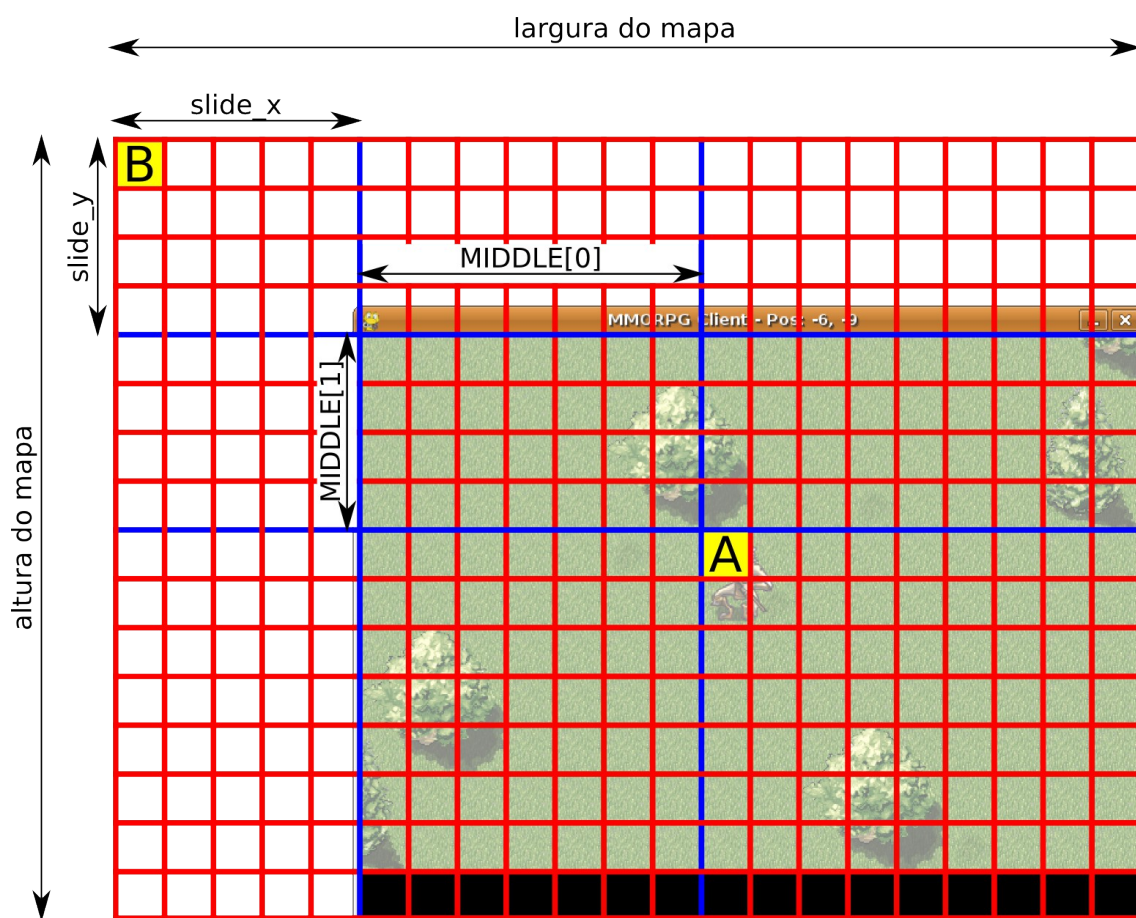 largura do mapa
slide_x
B
slide_y
MIDDLE[0]
MMORPG Client - Pos: -6, -9
MIDDLE[1]
altura do mapa
A